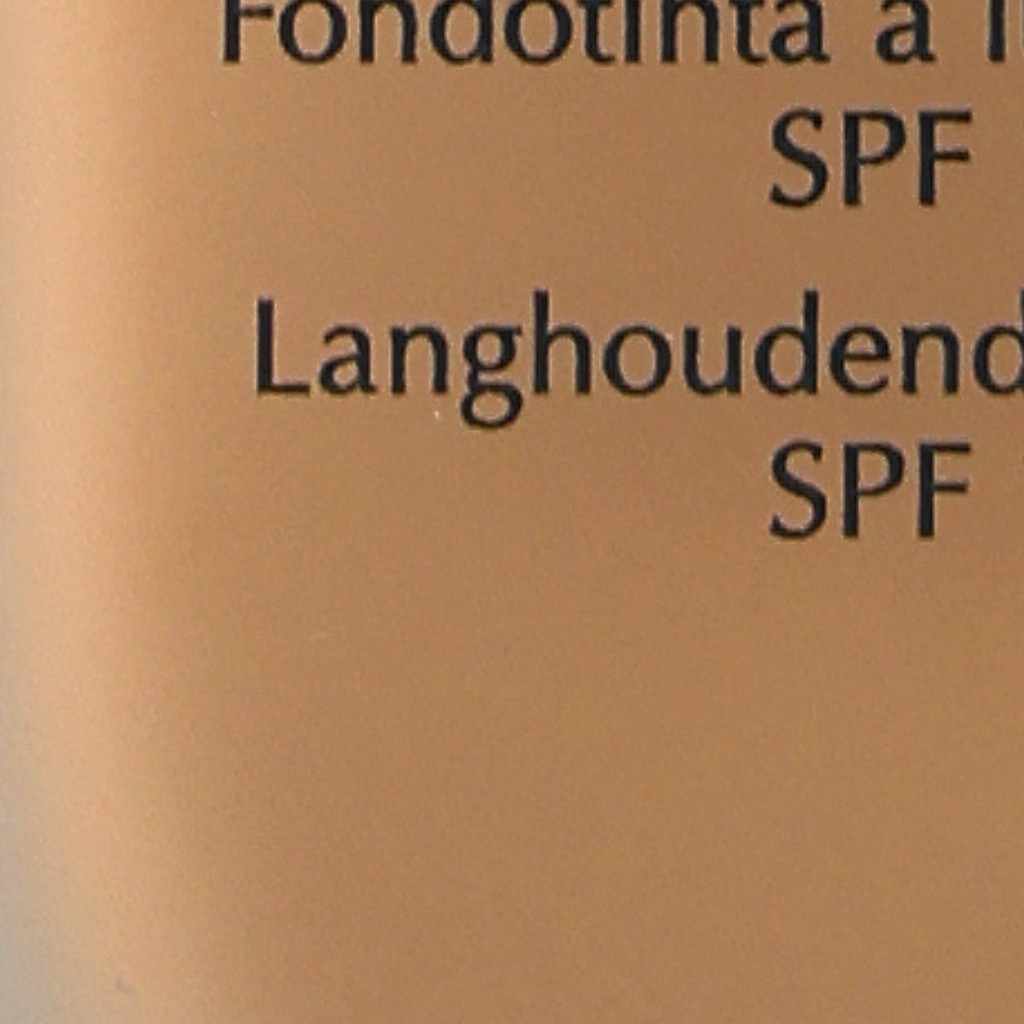 Fondotinta a
SPF
Langhoudend
SPF